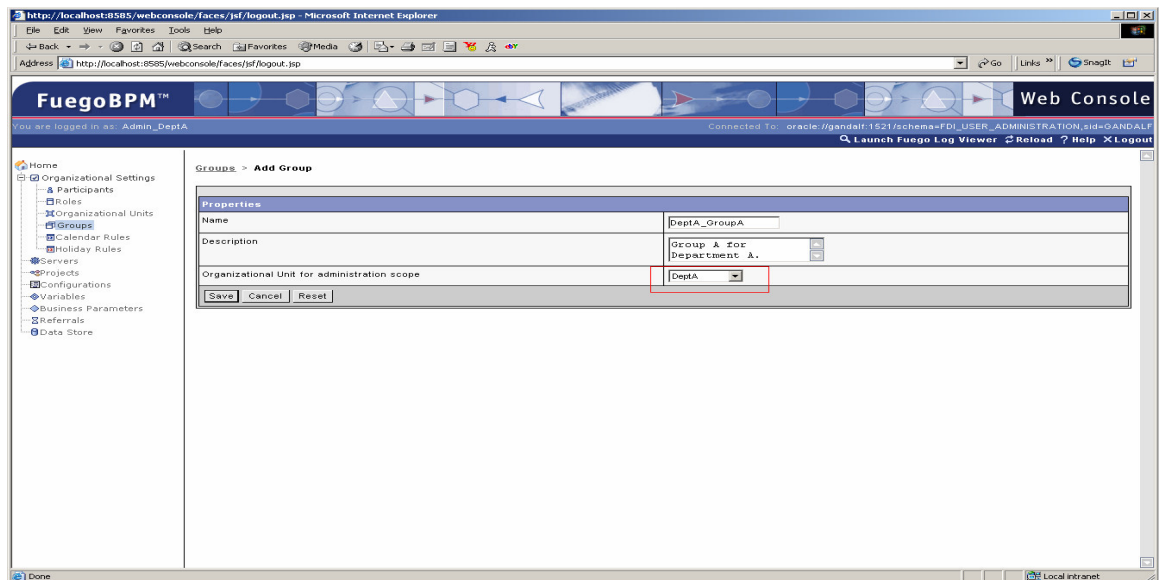 http://localhost:8585/webconsole/faces/jsf/logout.jsp - Microsoft Internet Explorer
File Edit View Favorites Tools Help
Back Search Favorites Media
Address http://localhost:8585/webconsole/faces/jsf/logout.jsp Go Links » SnagIt
FuegoBPM™ Web Console
You are logged in as: Admin_DeptA Connected To: oracle://gandalf:1521/schema=FDI_USER_ADMINISTRATION,sid=GANDALF
Launch Fuego Log Viewer Reload ? Help X Logout
Home
Organizational Settings
Participants
Roles
Organizational Units
Groups
Calendar Rules
Holiday Rules
Servers
Projects
Configurations
Variables
Business Parameters
Referrals
Data Store
Groups > Add Group
Properties
Name DeptA_GroupA
Description Group A for
Department A.
Organizational Unit for administration scope DeptA
Save Cancel Reset
Done Local intranet